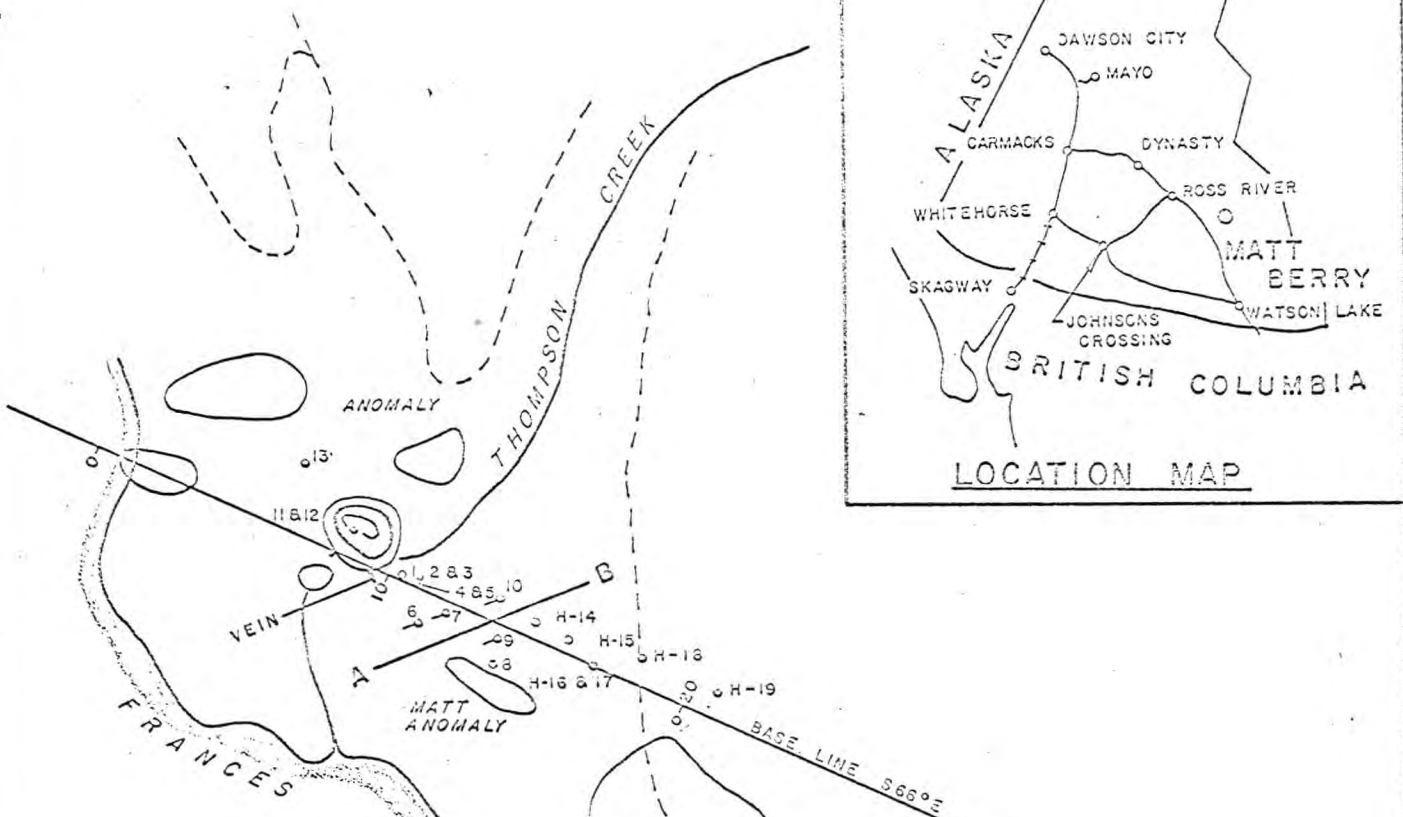 THOMPSON CREEK
ANOMALY
0
13
11 & 12
10
1, 2 & 3
4 & 5
10
B
6
7
H-14
VEIN
9
H-15
H-18
A
8
H-16 & 17
20
H-19
MATT
ANOMALY
BASE LINE S66°E
FRANCES
ALASKA
DAWSON CITY
MAYO
CARMACKS
DYNASTY
ROSS RIVER
WHITEHORSE
MATT
BERRY
SKAGWAY
WATSON LAKE
JOHNSONS
CROSSING
BRITISH COLUMBIA
LOCATION MAP